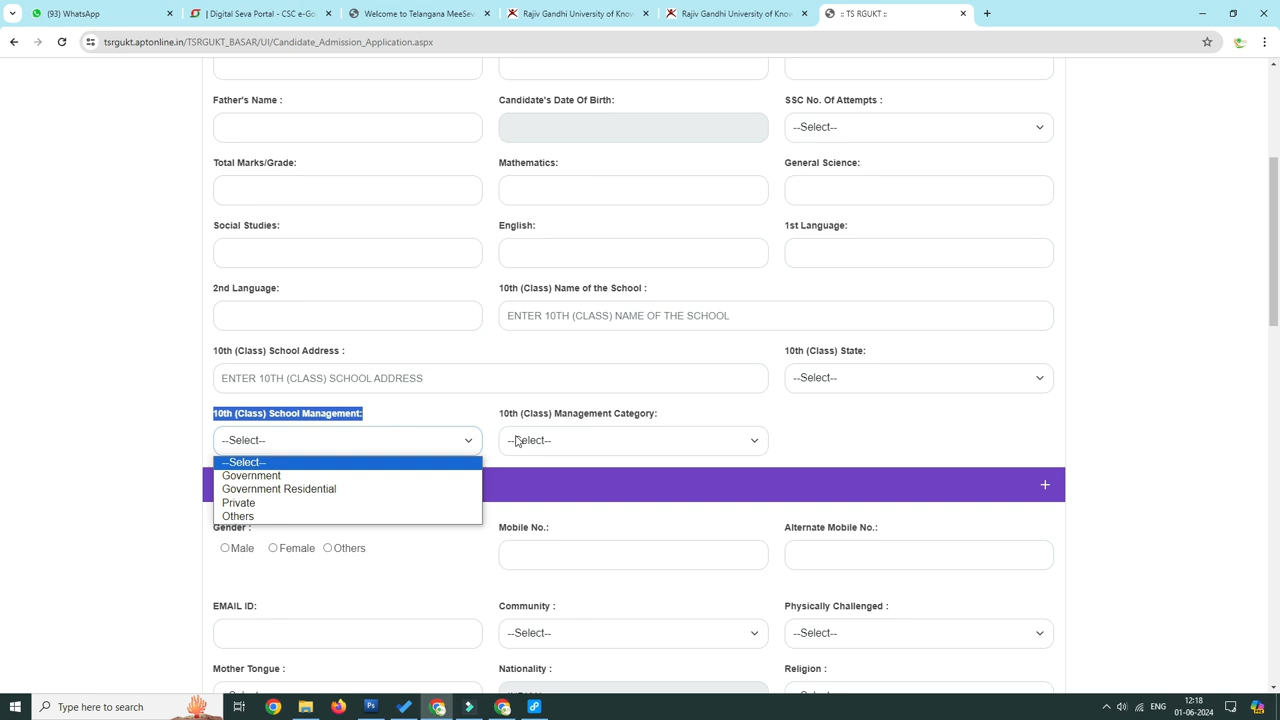 (93) WhatsApp
| Digital Seva Portal - CSC e-Go
Welcome to Telangana MeeSev
Rajiv Gandhi University of Know
Rajiv Gandhi University of Know
:: TS RGUKT ::
tsrgukt.aptonline.in/TSRGUKT_BASAR/UI/Candidate_Admission_Application.aspx
Father's Name :
Candidate's Date Of Birth:
SSC No. Of Attempts :
--Select--
Total Marks/Grade:
Mathematics:
General Science:
Social Studies:
English:
1st Language:
2nd Language:
10th (Class) Name of the School :
ENTER 10TH (CLASS) NAME OF THE SCHOOL
10th (Class) School Address :
10th (Class) State:
ENTER 10TH (CLASS) SCHOOL ADDRESS
--Select--
10th (Class) School Management:
10th (Class) Management Category:
--Select--
--Select--
--Select--
Government
Government Residential
Private
Others
Gender :
Mobile No.:
Alternate Mobile No.:
Male
Female
Others
EMAIL ID:
Community :
Physically Challenged :
--Select--
--Select--
Mother Tongue :
Nationality :
Religion :
Type here to search
ENG
12:18
01-06-2024